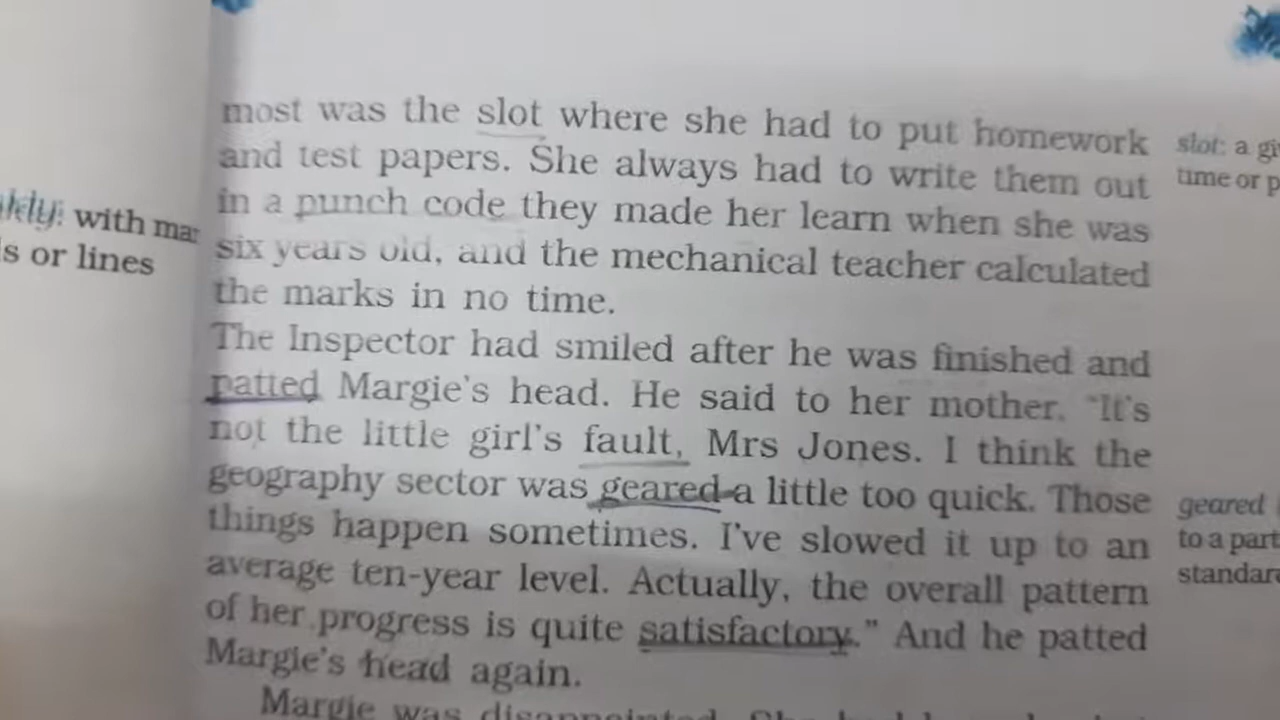 with
s or lines
most was the slot where she had to put homework
and test papers. She always had to write them out
in a punch code they made her learn when she was
six years old, and the mechanical teacher calculated
the marks in no time.
The Inspector had smiled after he was finished and
patted Margie's head. He said to her mother. "It's
not the little girl's fault, Mrs Jones. I think the
geography sector was geared a little too quick. Those
things happen sometimes. I've slowed it up to an
average ten-year level. Actually, the overall pattern
of her progress is quite satisfactory." And he patted
Margie's head again.
Margie was disappointed.
slot: a
time or
geared
to a